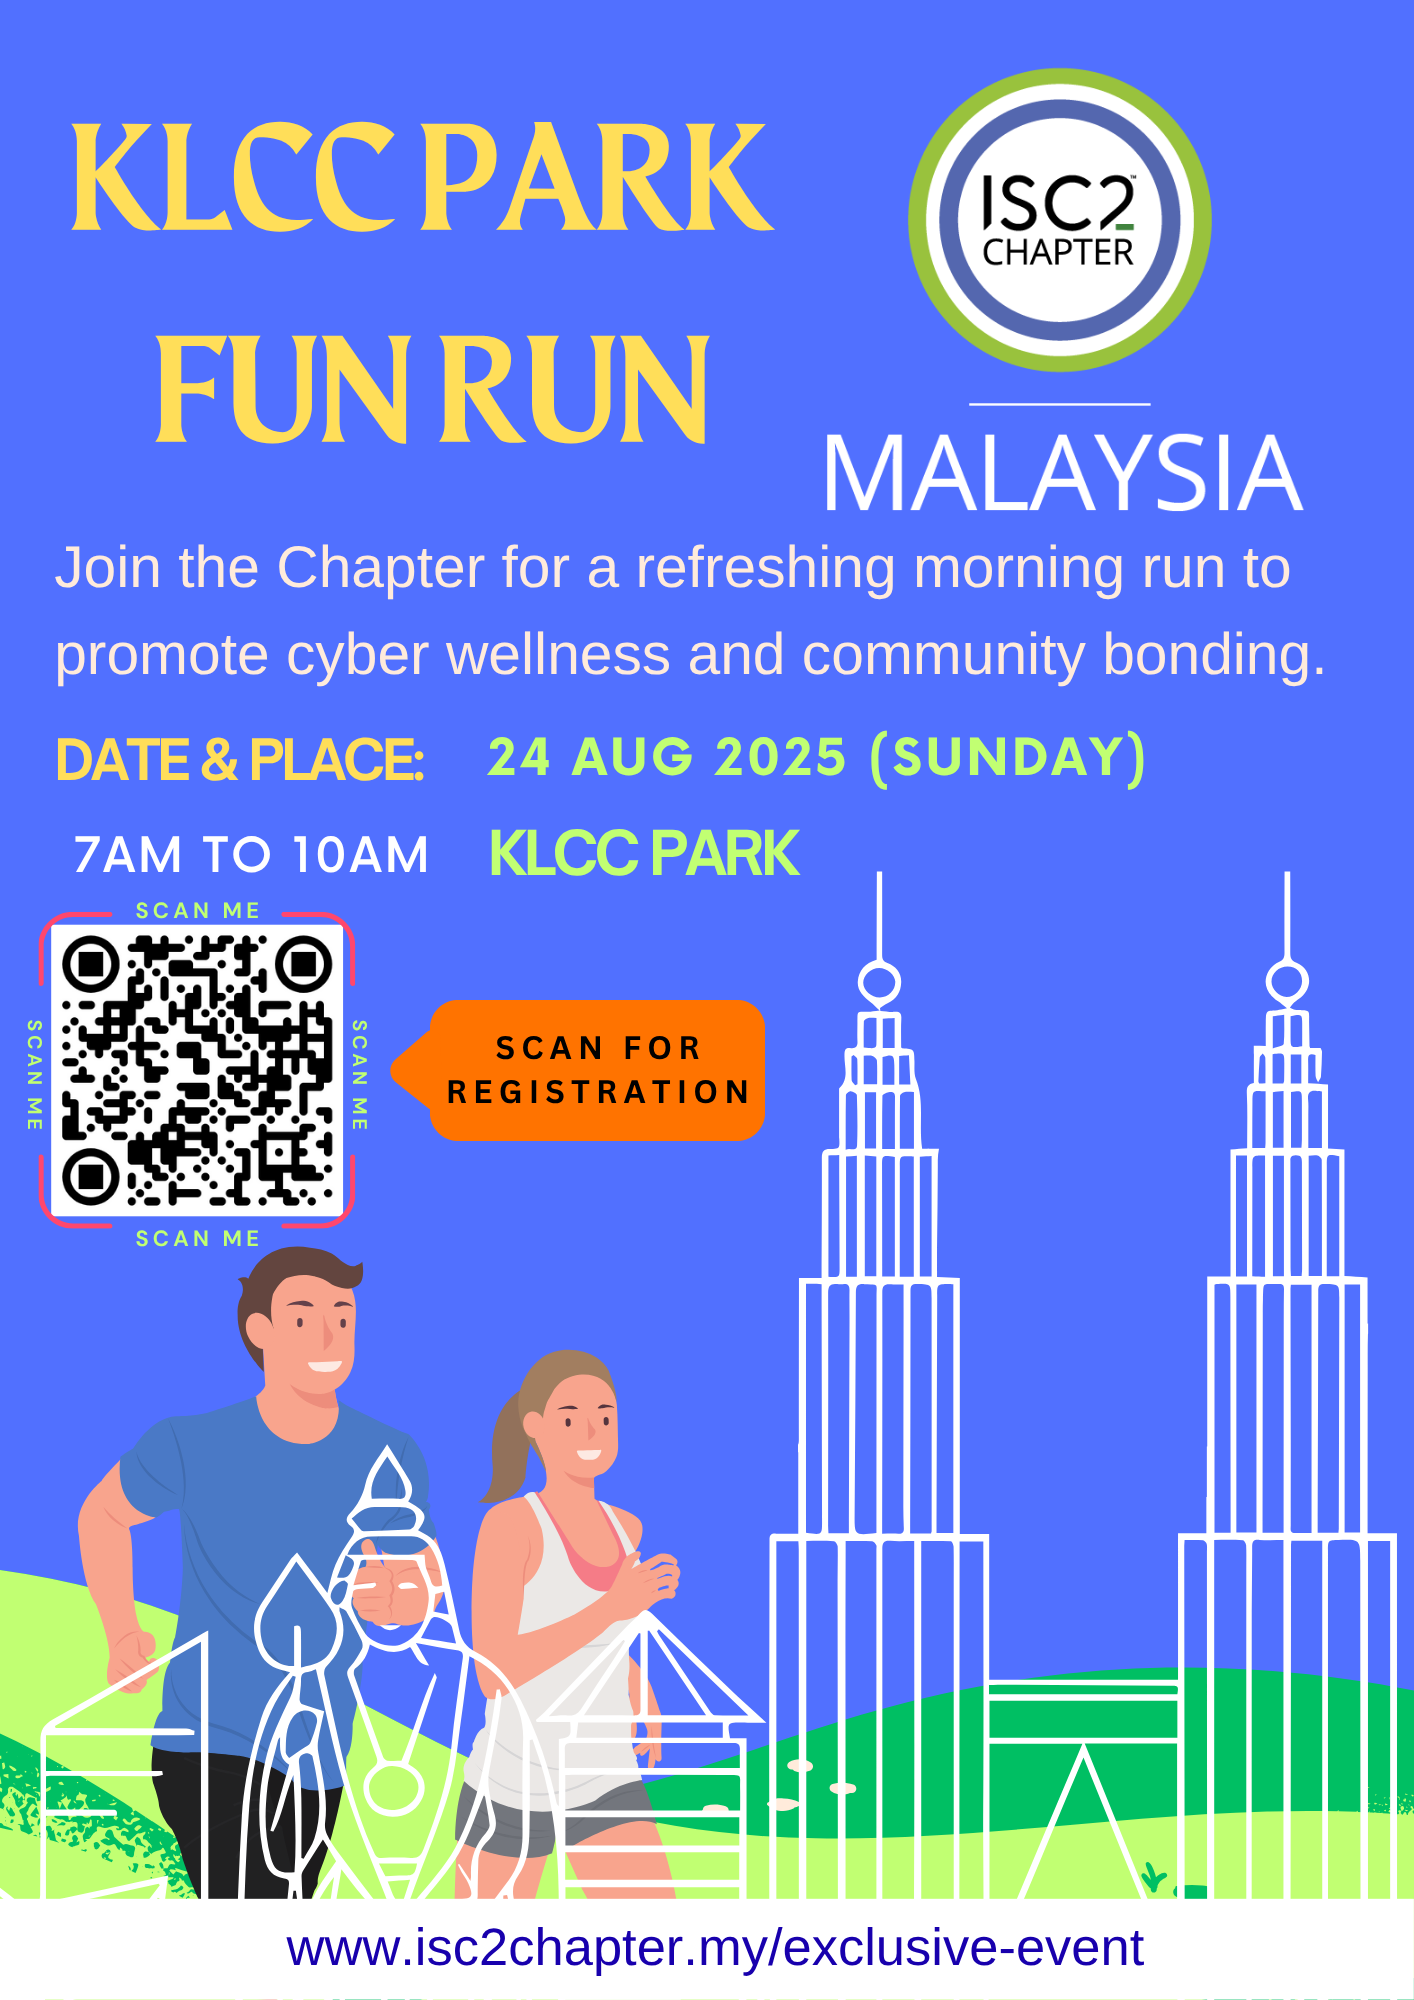 KLCC PARK
FUN RUN
ISC2™
CHAPTER
MALAYSIA
Join the Chapter for a refreshing morning run to
promote cyber wellness and community bonding.
DATE & PLACE: 24 AUG 2025 (SUNDAY)
7AM TO 10AM KLCC PARK
SCAN ME
SCAN ME
SCAN ME
SCAN ME
SCAN FOR
REGISTRATION
www.isc2chapter.my/exclusive-event